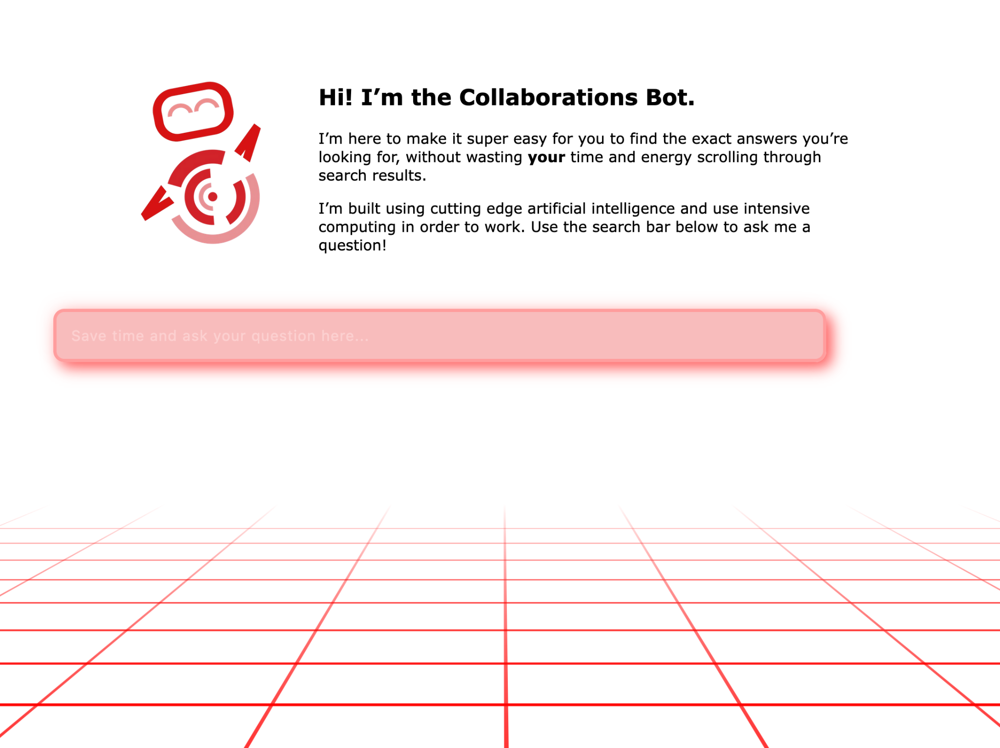 Hi! I’m the Collaborations Bot.
I’m here to make it super easy for you to find the exact answers you’re
looking for, without wasting your time and energy scrolling through
search results.
I’m built using cutting edge artificial intelligence and use intensive
computing in order to work. Use the search bar below to ask me a
question!
Save time and ask your question here...